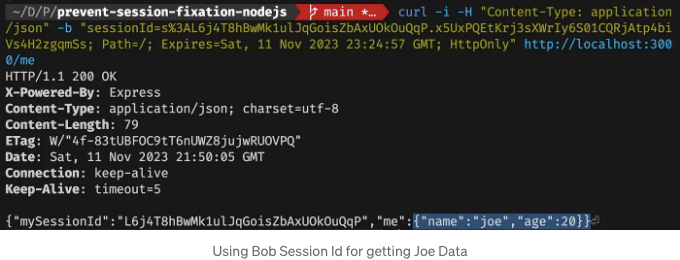 ~/D/P/prevent-session-fixation-nodejs main *… curl -i -H "Content-Type: application
/json" -b "sessionId=s%3AL6j4T8hBwMk1ulJqGoisZbAxUOkOuQqP.x5UxPQEtKrj3sXWrIy6S01CQRjAtp4bi
Vs4H2zgqmSs; Path=/; Expires=Sat, 11 Nov 2023 23:24:57 GMT; HttpOnly" http://localhost:300
0/me
HTTP/1.1 200 OK
X-Powered-By: Express
Content-Type: application/json; charset=utf-8
Content-Length: 79
ETag: W/"4f-83tUBFOC9tT6nUWZ8jujwRUOVPQ"
Date: Sat, 11 Nov 2023 21:50:05 GMT
Connection: keep-alive
Keep-Alive: timeout=5
{"mySessionId":"L6j4T8hBwMk1ulJqGoisZbAxUOkOuQqP","me":{"name":"joe","age":20}}⏎
Using Bob Session Id for getting Joe Data